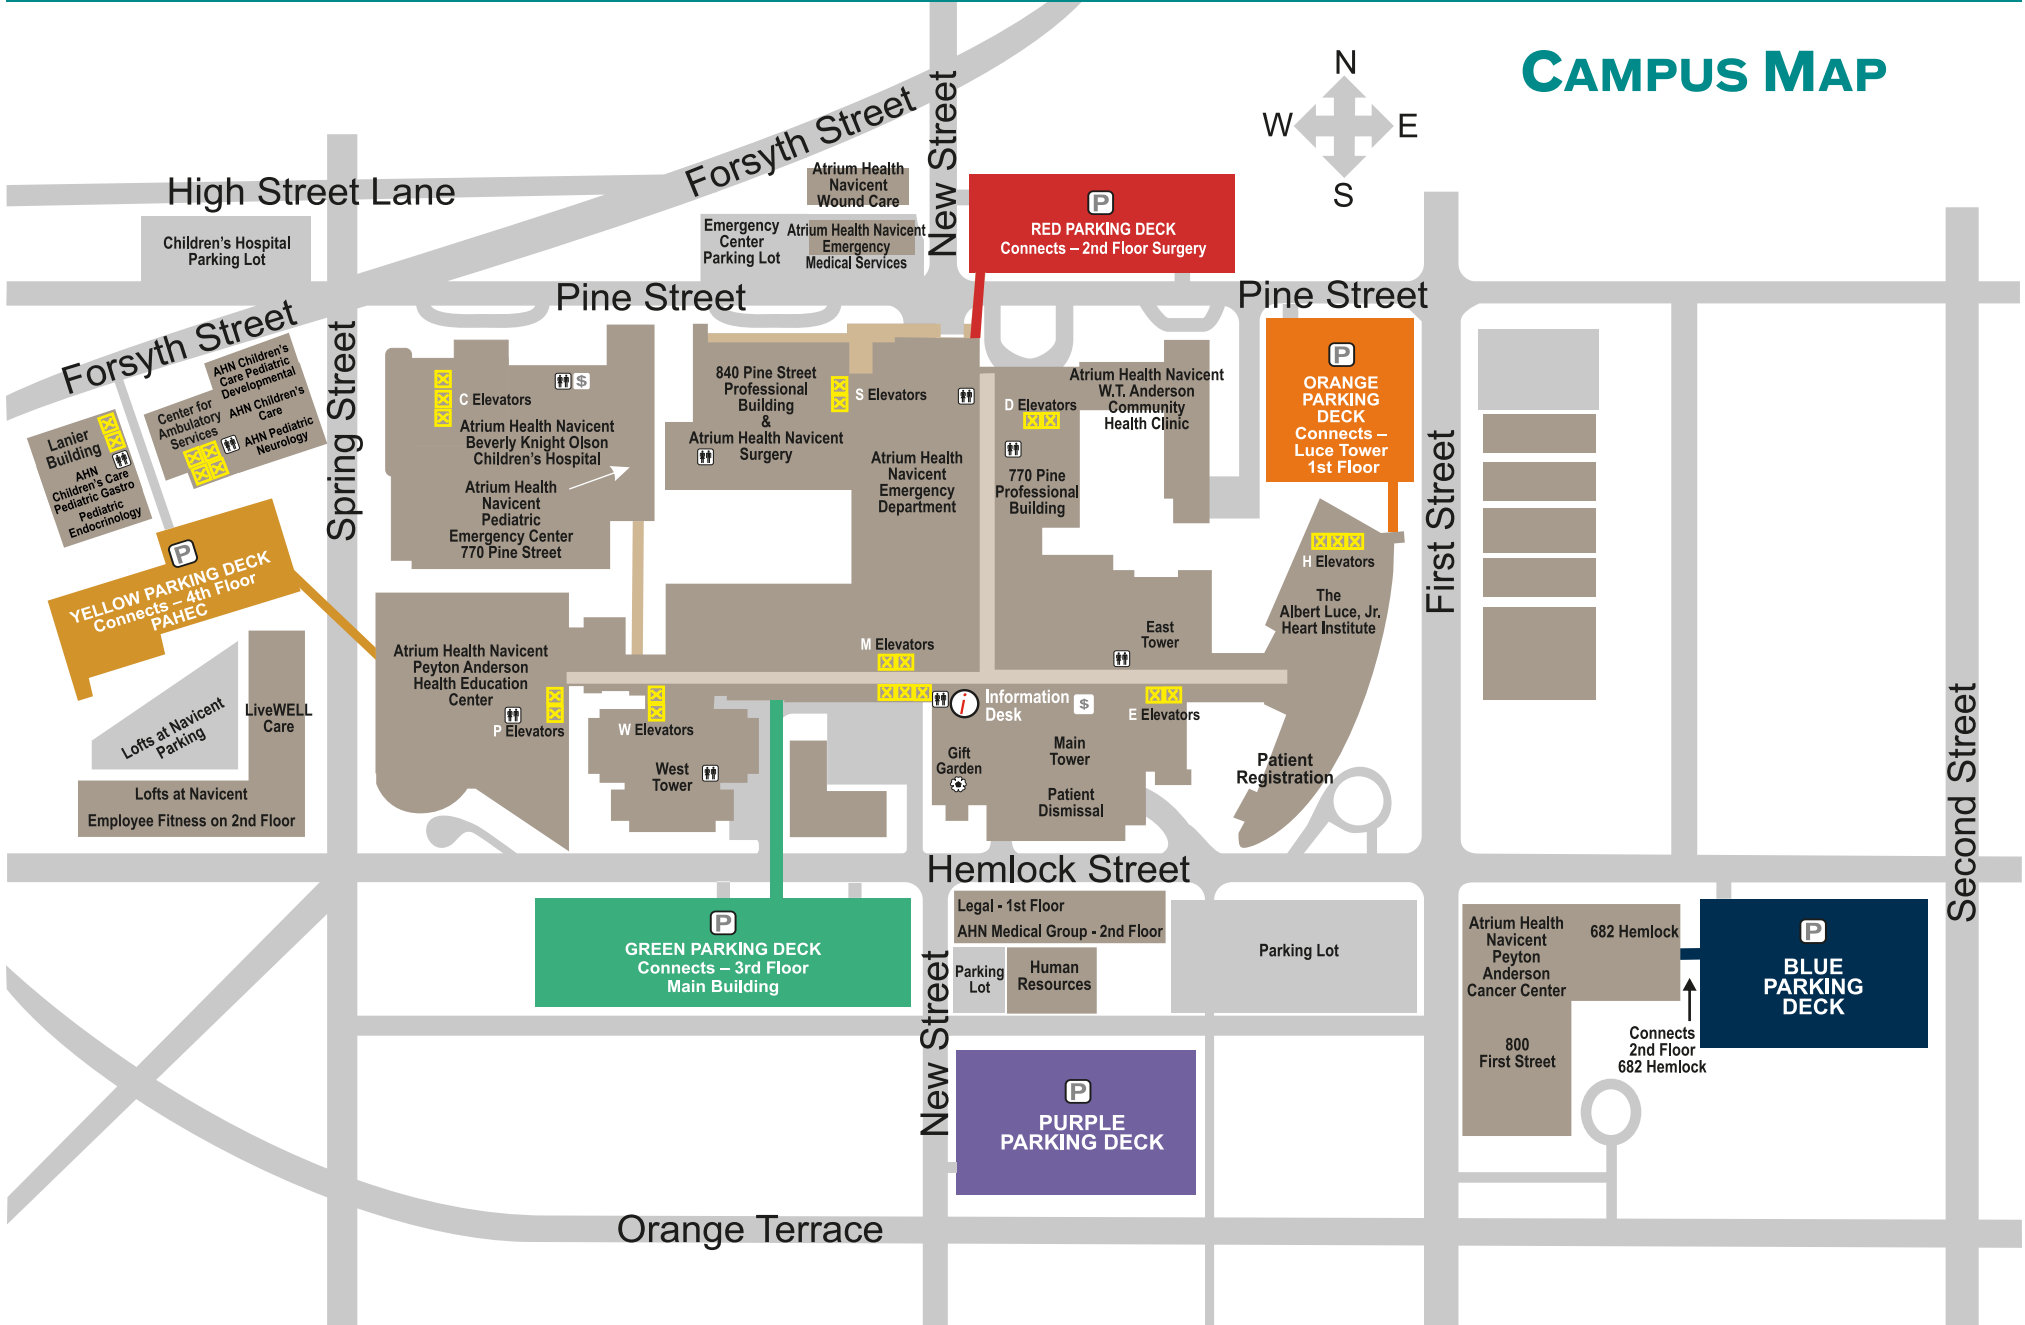 CAMPUS MAP
N
W
E
S
High Street Lane
Forsyth Street
New Street
Atrium Health
Navicent
Wound Care
Emergency
Center
Parking Lot
Atrium Health Navicent
Emergency
Medical Services
P
RED PARKING DECK
Connects – 2nd Floor Surgery
Children's Hospital
Parking Lot
Pine Street
Pine Street
Forsyth Street
Spring Street
AHN Children's
Care Pediatric
Developmental
AHN Children's
Care
AHN Pediatric
Neurology
Center for
Ambulatory
Services
Lanier
Building
AHN
Children's Care
Pediatric Gastro
Pediatric
Endocrinology
P
YELLOW PARKING DECK
Connects – 4th Floor
PAHEC
Lofts at Navicent
Parking
LiveWELL
Care
Lofts at Navicent
Employee Fitness on 2nd Floor
$
C Elevators
Atrium Health Navicent
Beverly Knight Olson
Children's Hospital
Atrium Health
Navicent
Pediatric
Emergency Center
770 Pine Street
840 Pine Street
Professional
Building
&
Atrium Health Navicent
Surgery
S Elevators
Atrium Health
Navicent
Emergency
Department
D Elevators
770 Pine
Professional
Building
Atrium Health Navicent
W.T. Anderson
Community
Health Clinic
P
ORANGE
PARKING
DECK
Connects –
Luce Tower
1st Floor
First Street
H Elevators
The
Albert Luce, Jr.
Heart Institute
East
Tower
M Elevators
Atrium Health Navicent
Peyton Anderson
Health Education
Center
P Elevators
W Elevators
West
Tower
i
Information
Desk
$
E Elevators
Gift
Garden
Main
Tower
Patient
Dismissal
Patient
Registration
Second Street
Hemlock Street
P
GREEN PARKING DECK
Connects – 3rd Floor
Main Building
New Street
Legal - 1st Floor
AHN Medical Group - 2nd Floor
Parking
Lot
Human
Resources
Parking Lot
Atrium Health
Navicent
Peyton
Anderson
Cancer Center
682 Hemlock
800
First Street
Connects
2nd Floor
682 Hemlock
P
BLUE
PARKING
DECK
P
PURPLE
PARKING DECK
Orange Terrace